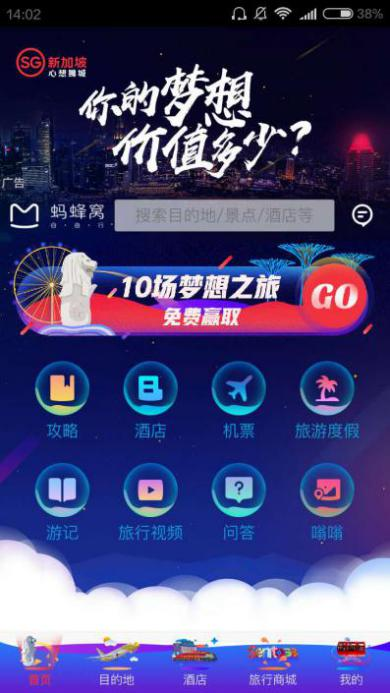 14:02
38%
SG 新加坡
心想狮城
你的梦想
价值多少?
广告
蚂蜂窝
自由行
搜索目的地/景点/酒店等
10场梦想之旅
免费赢取
GO
攻略
酒店
机票
旅游度假
游记
旅行视频
问答
嗡嗡
首页
目的地
酒店
旅行商城
我的